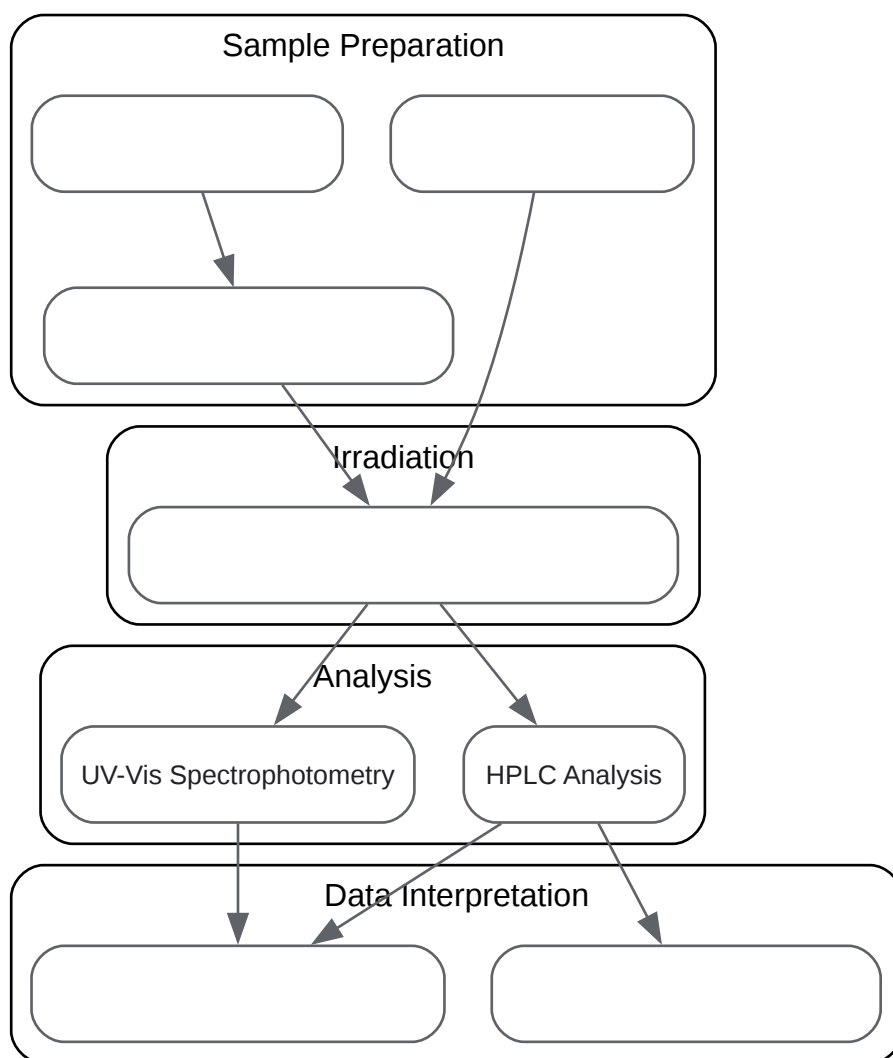 Sample Preparation
Irradiation
Analysis
UV-Vis Spectrophotometry
HPLC Analysis
Data Interpretation